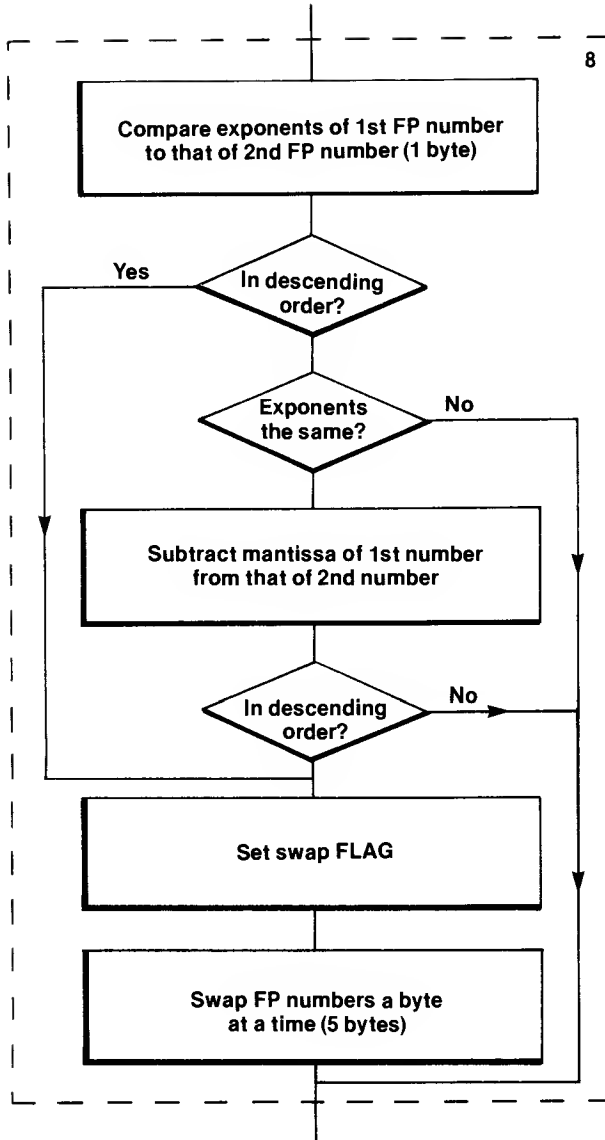 8
Compare exponents of 1st FP number
to that of 2nd FP number (1 byte)
Yes
In descending
order?
Exponents
the same?
No
Subtract mantissa of 1st number
from that of 2nd number
In descending
order?
No
Set swap FLAG
Swap FP numbers a byte
at a time (5 bytes)